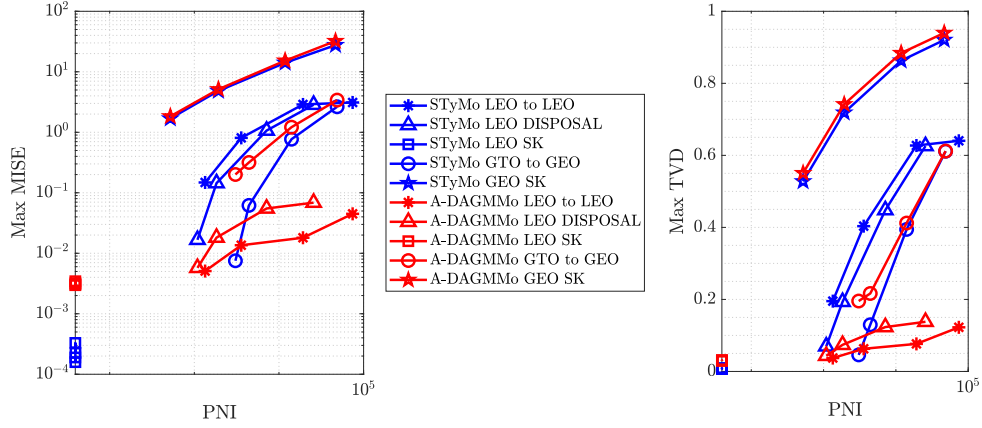 10^2
10^1
10^0
10^-1
10^-2
10^-3
10^-4
Max MISE
10^5
PNI
STyMo LEO to LEO
STyMo LEO DISPOSAL
STyMo LEO SK
STyMo GTO to GEO
STyMo GEO SK
A-DAGMMo LEO to LEO
A-DAGMMo LEO DISPOSAL
A-DAGMMo LEO SK
A-DAGMMo GTO to GEO
A-DAGMMo GEO SK
1
0.8
0.6
0.4
0.2
0
Max TVD
10^5
PNI